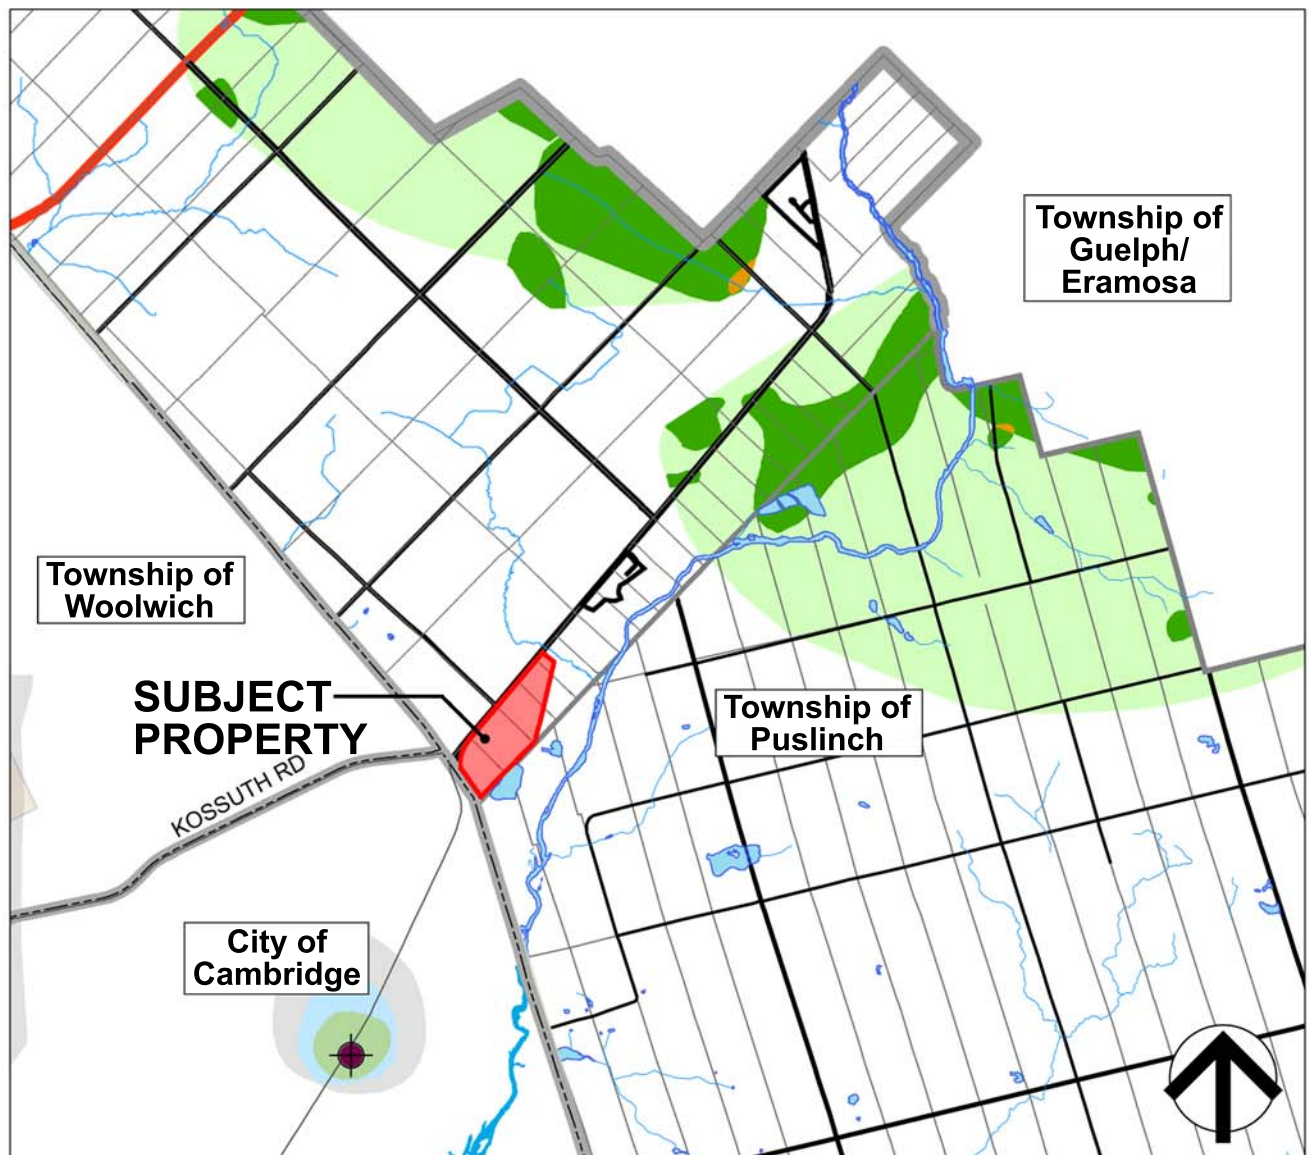 Township of
Guelph/
Eramosa
Township of
Woolwich
SUBJECT
PROPERTY
Township of
Puslinch
KOSSUTH RD
City of
Cambridge